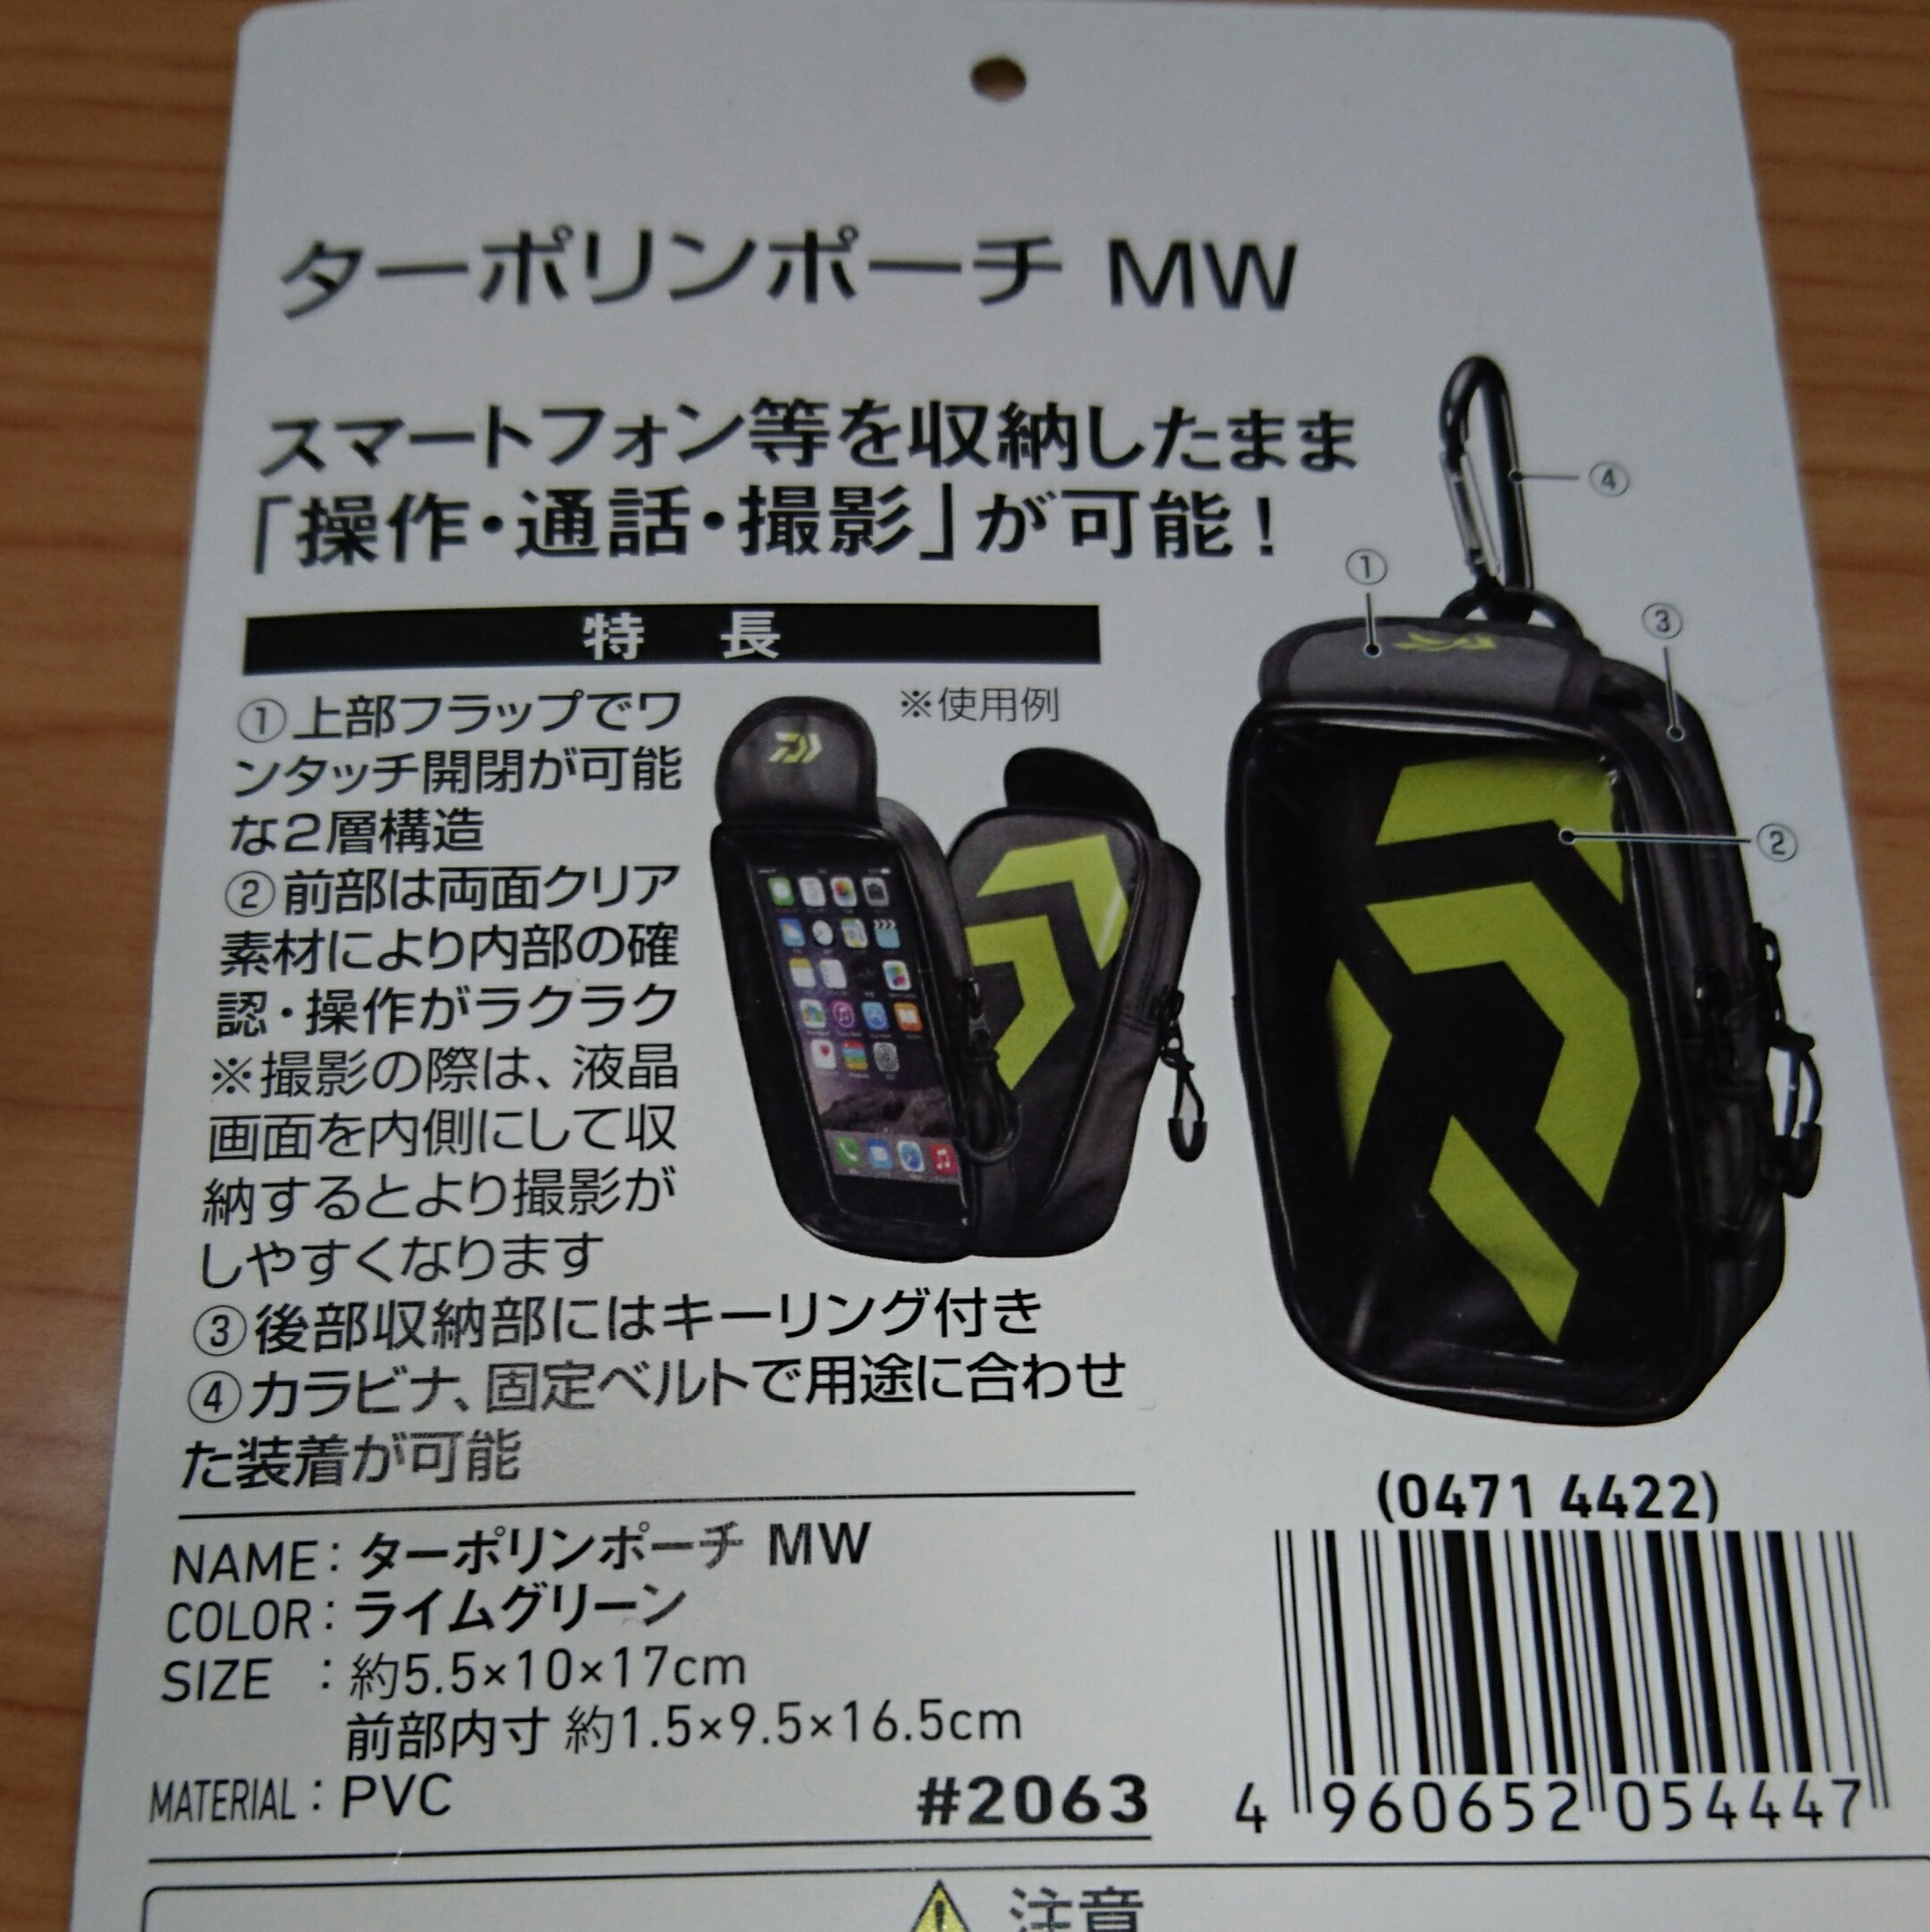 ターポリンポーチ MW
スマートフォン等を収納したまま
「操作・通話・撮影」が可能！
特　長
①上部フラップでワ
ンタッチ開閉が可能
な2層構造
②前部は両面クリア
素材により内部の確
認・操作がラクラク
※撮影の際は、液晶
画面を内側にして収
納するとより撮影が
しやすくなります
③後部収納部にはキーリング付き
④カラビナ、固定ベルトで用途に合わせ
た装着が可能
※使用例
①
②
③
④
NAME：ターポリンポーチ MW
COLOR：ライムグリーン
SIZE ：約5.5×10×17cm
前部内寸 約1.5×9.5×16.5cm
MATERIAL：PVC
#2063
(0471 4422)
4 960652 054447
注意